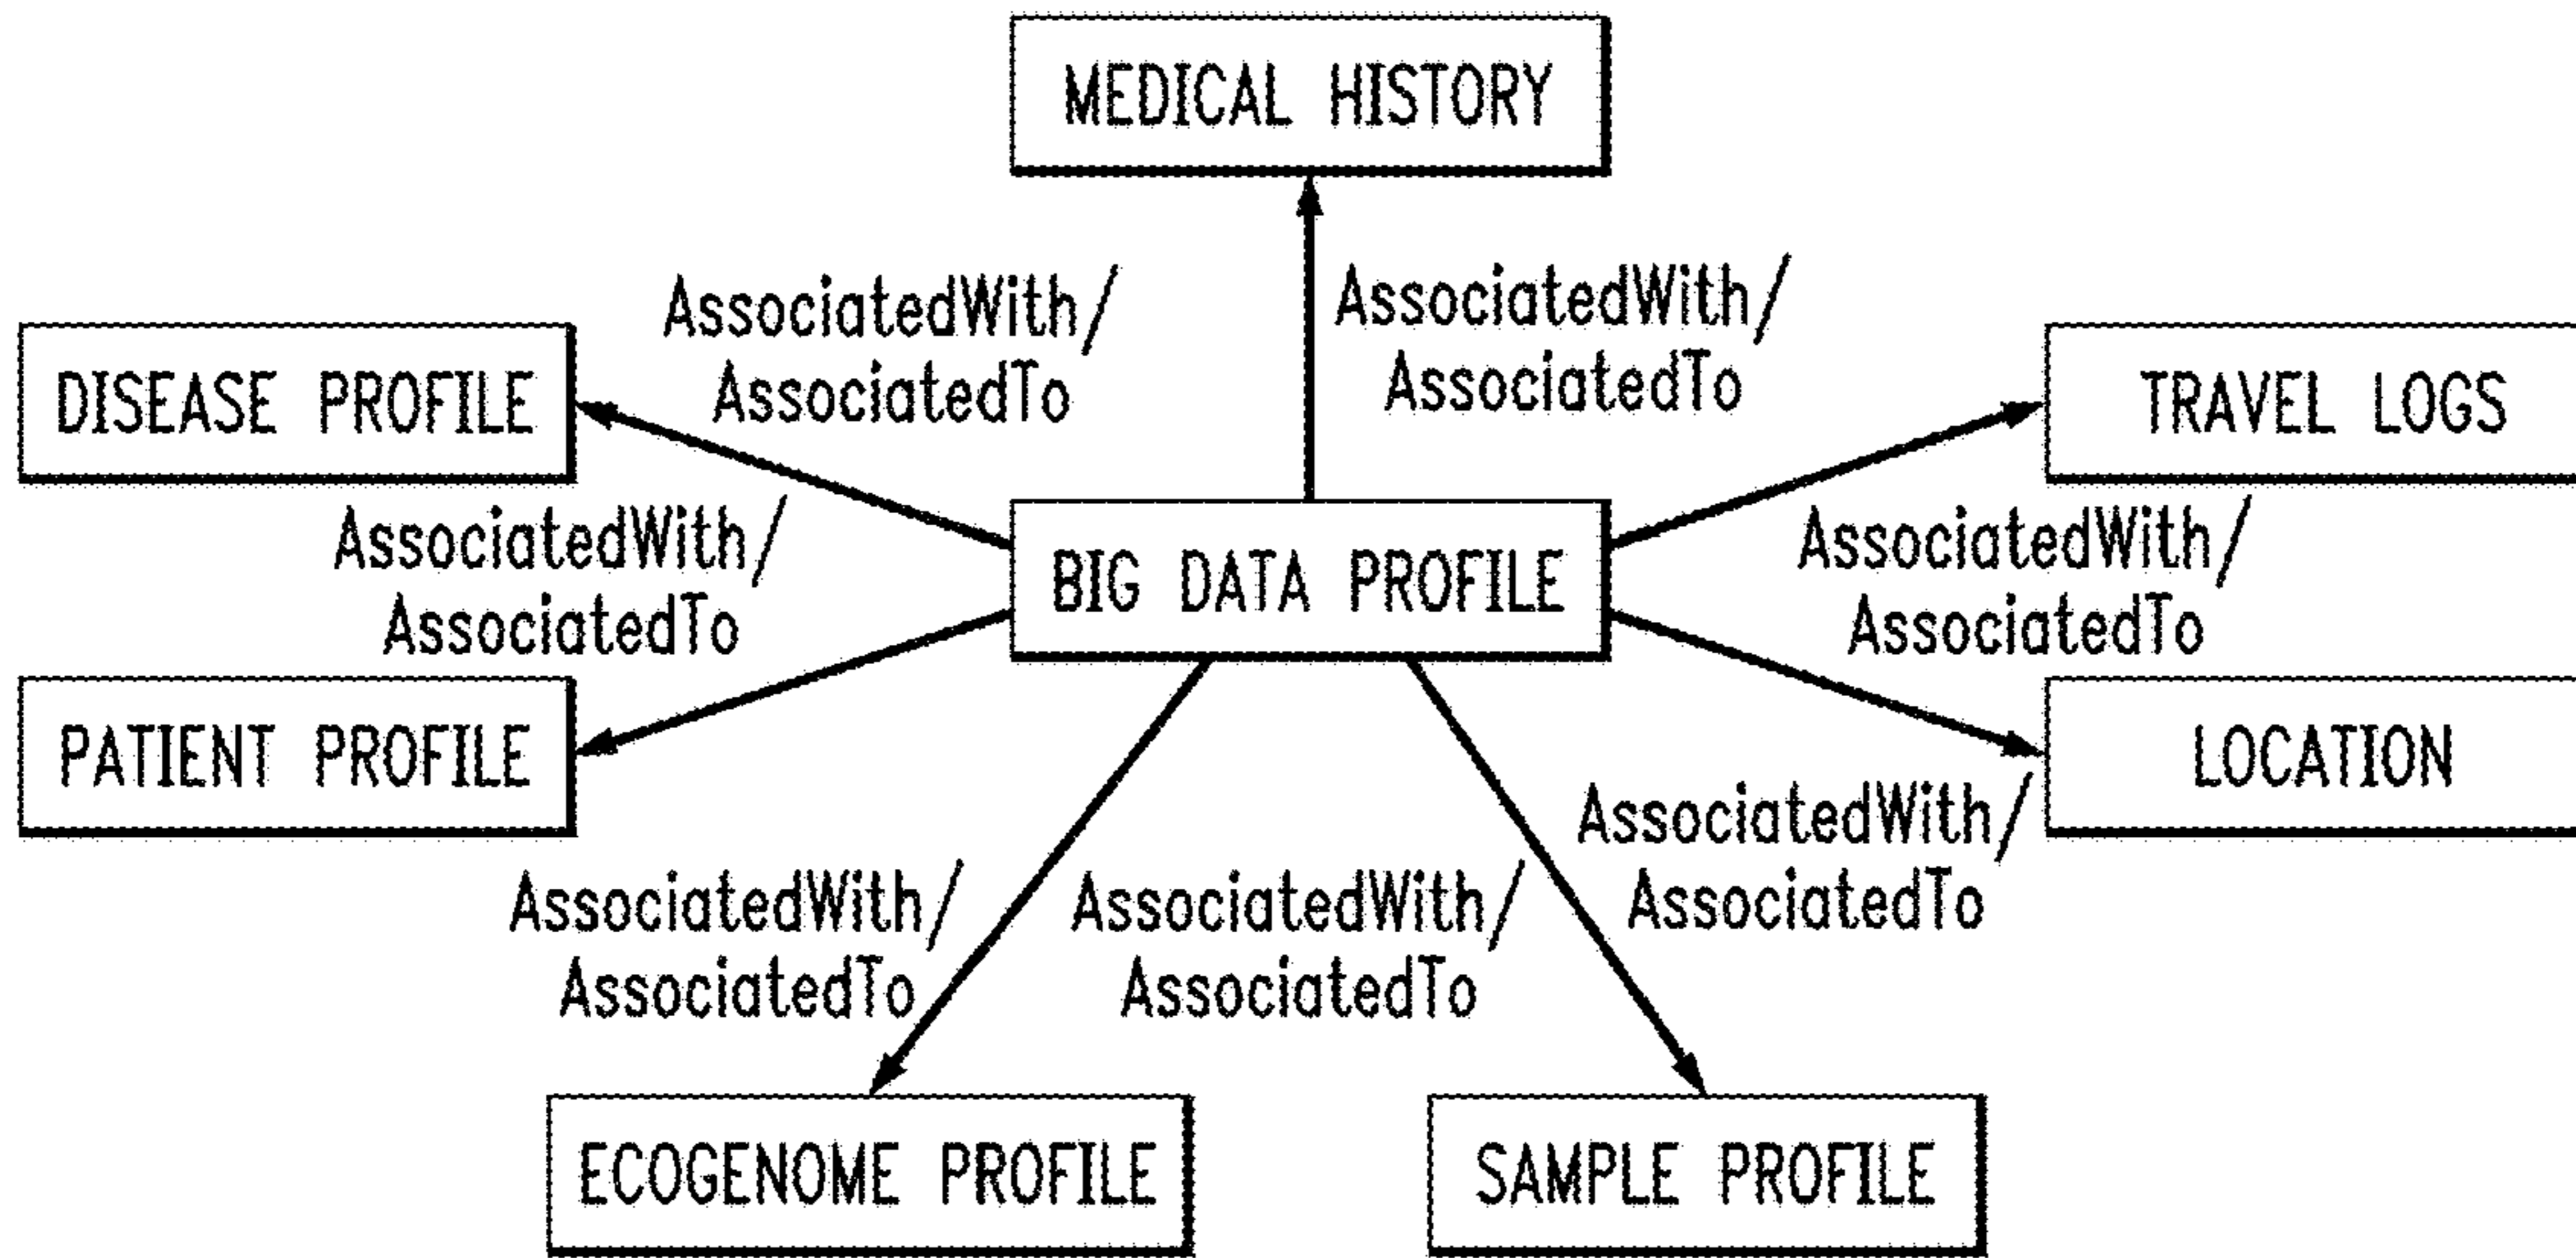 MEDICAL HISTORY
AssociatedWith/
AssociatedTo
AssociatedWith/
AssociatedTo
DISEASE PROFILE
TRAVEL LOGS
AssociatedWith/
AssociatedTo
BIG DATA PROFILE
AssociatedWith/
AssociatedTo
PATIENT PROFILE
LOCATION
AssociatedWith/
AssociatedTo
AssociatedWith/
AssociatedTo
AssociatedWith/
AssociatedTo
ECOGENOME PROFILE
SAMPLE PROFILE